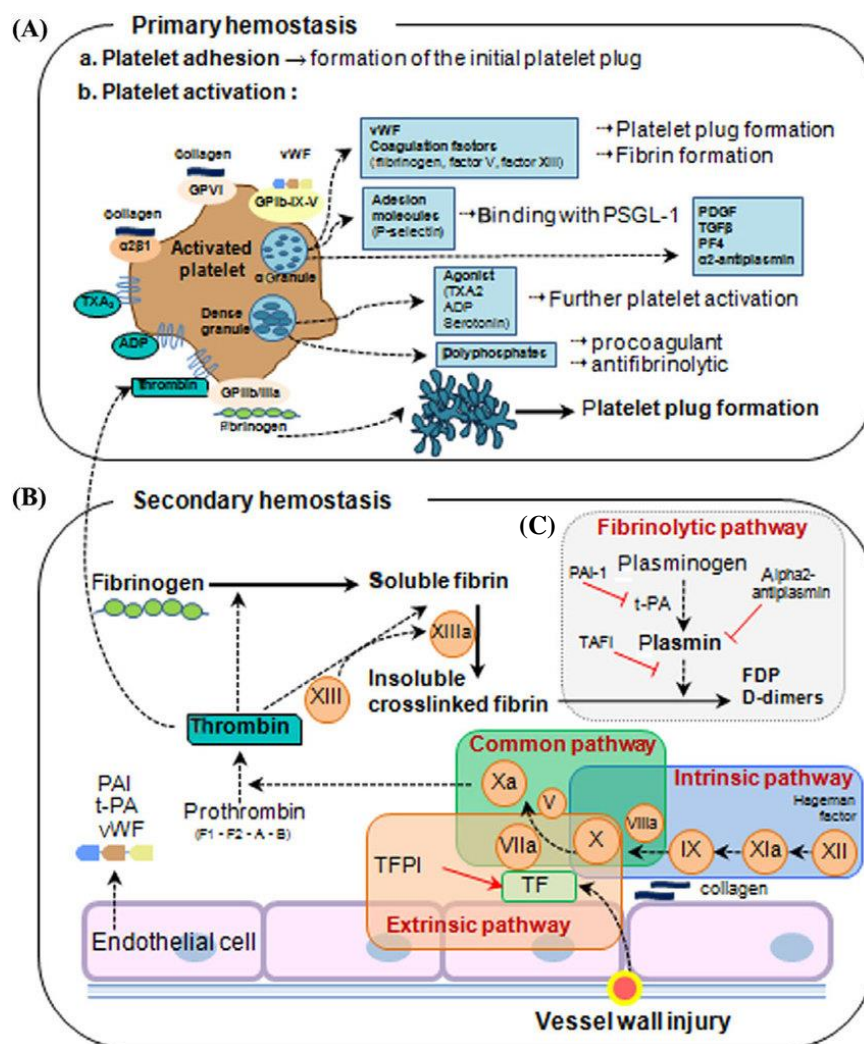 (A)
Primary hemostasis
a. Platelet adhesion → formation of the initial platelet plug
b. Platelet activation :
Collagen
GPVI
vWF
GPIb-IX-V
Collagen
α2β1
Activated
platelet
α Granule
Dense
granule
TXA2
ADP
Thrombin
GPIIb/IIIa
Fibrinogen
vWF
Coagulation factors
(fibrinogen, factor V, factor XIII)
⇢ Platelet plug formation
⇢ Fibrin formation
Adesion
molecules
(P-selectin)
⇢ Binding with PSGL-1
PDGF
TGFβ
PF4
α2-antiplasmin
Agonist
(TXA2
ADP
Serotonin)
⇢ Further platelet activation
polyphosphates
⇢ procoagulant
⇢ antifibrinolytic
Platelet plug formation
(B)
Secondary hemostasis
Fibrinogen
Soluble fibrin
XIIIa
XIII
Insoluble
crosslinked fibrin
Thrombin
Prothrombin
(F1 - F2 - A - B)
PAI
t-PA
vWF
Endothelial cell
(C)
Fibrinolytic pathway
Plasminogen
PAI-1
t-PA
Alpha2-
antiplasmin
Plasmin
TAFI
FDP
D-dimers
Common pathway
Xa
V
VIIa
X
VIIIa
Intrinsic pathway
Hageman
factor
IX
XIa
XII
TFPI
TF
collagen
Extrinsic pathway
Vessel wall injury